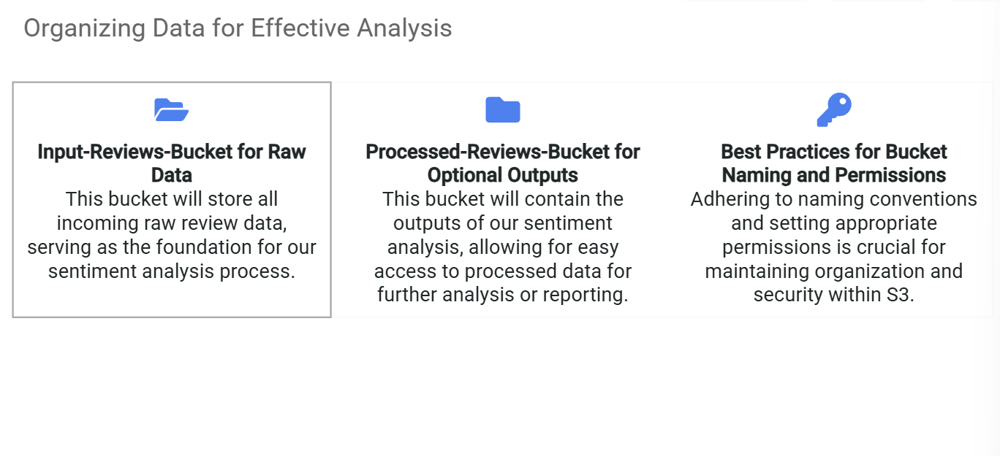 Organizing Data for Effective Analysis
Input-Reviews-Bucket for Raw
Data
This bucket will store all
incoming raw review data,
serving as the foundation for our
sentiment analysis process.
Processed-Reviews-Bucket for
Optional Outputs
This bucket will contain the
outputs of our sentiment
analysis, allowing for easy
access to processed data for
further analysis or reporting.
Best Practices for Bucket
Naming and Permissions
Adhering to naming conventions
and setting appropriate
permissions is crucial for
maintaining organization and
security within S3.